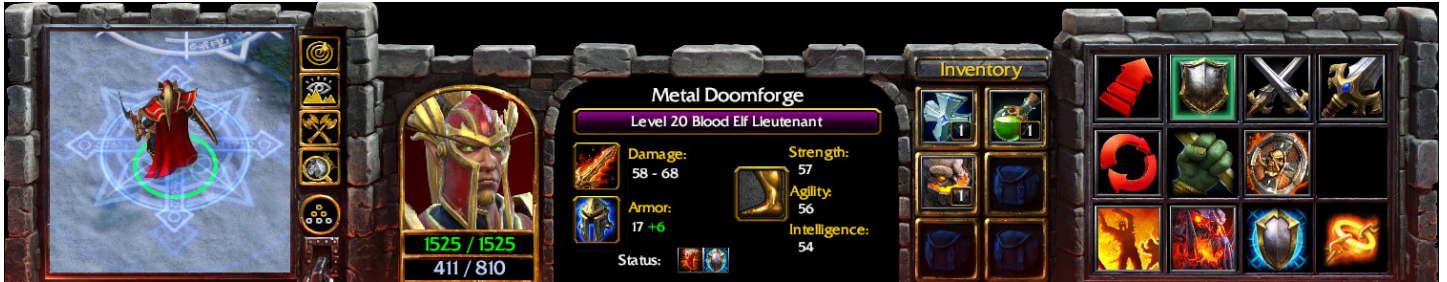 Metal Doomforge
Level 20 Blood Elf Lieutenant
Damage:
58 - 68
Armor:
17 +6
Status:
Strength:
57
Agility:
56
Intelligence:
54
1525 / 1525
411 / 810
Inventory
1
1
1